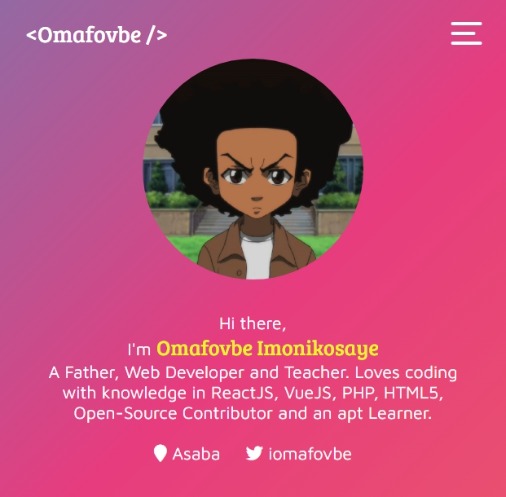 <Omafovbe />
Hi there,
I'm Omafovbe Imonikosaye
A Father, Web Developer and Teacher. Loves coding
with knowledge in ReactJS, VueJS, PHP, HTML5,
Open-Source Contributor and an apt Learner.
Asaba iomafovbe